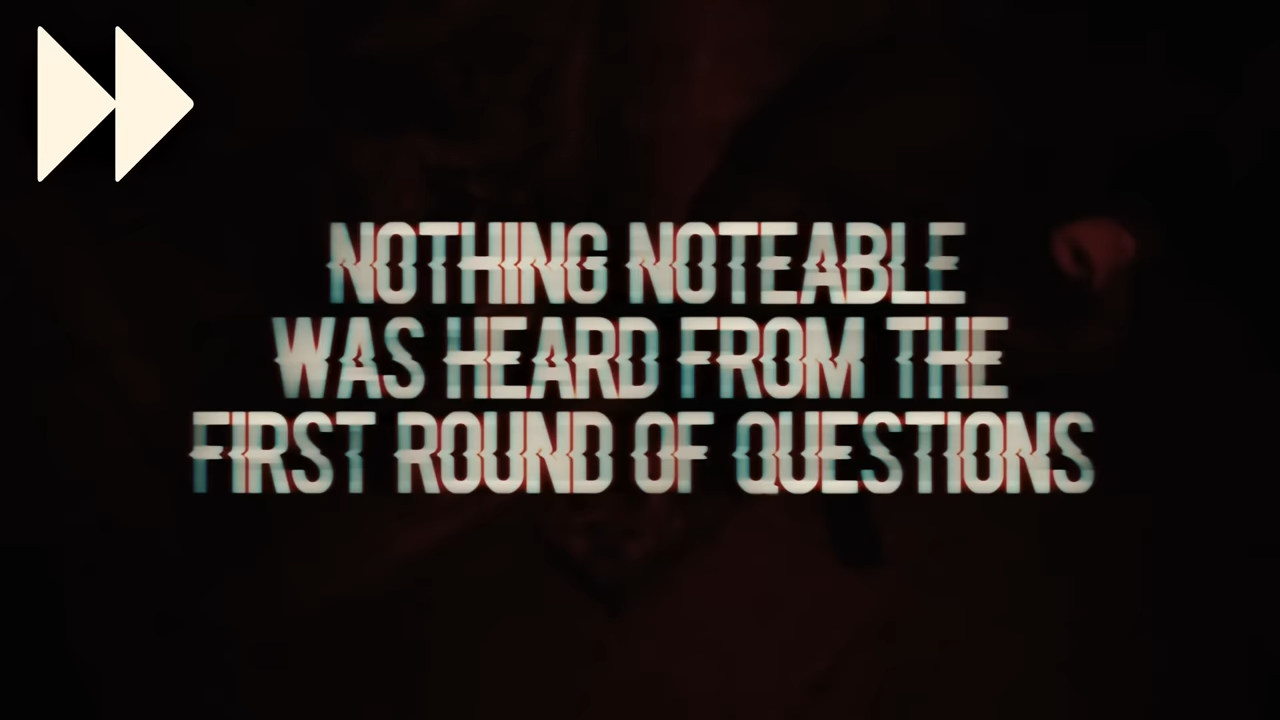 NOTHING NOTEABLE
WAS HEARD FROM THE
FIRST ROUND OF QUESTIONS